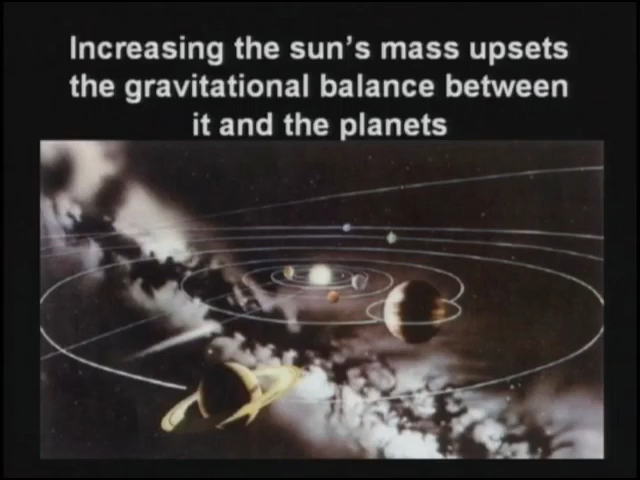 Increasing the sun's mass upsets
the gravitational balance between
it and the planets